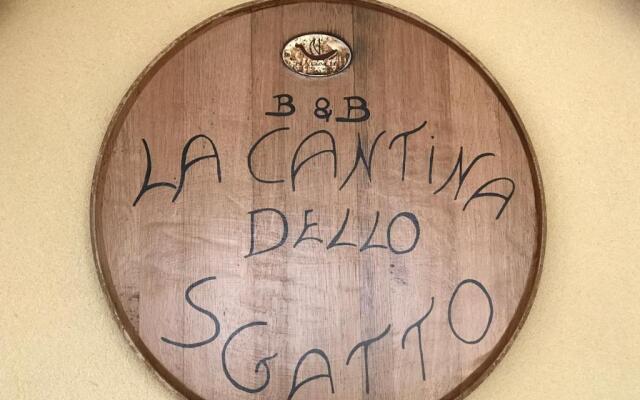 B & B
LA CANTiNA
DELLO
SGATTO